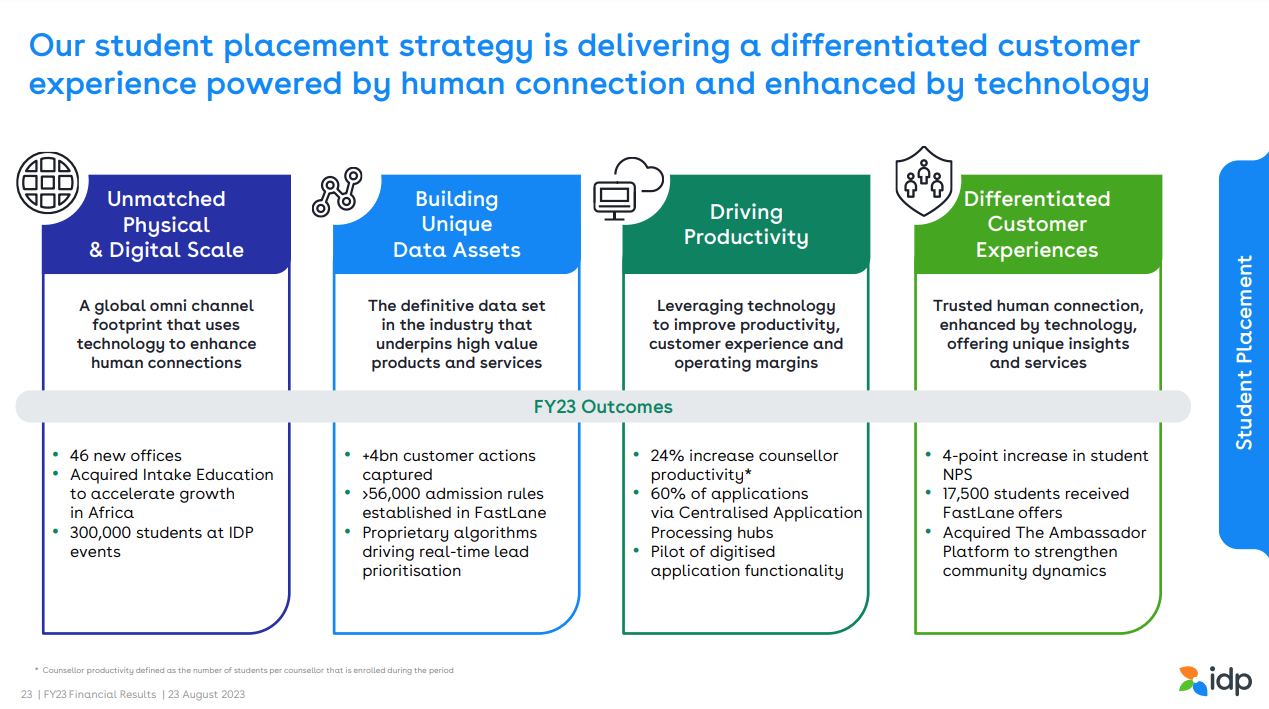 Our student placement strategy is delivering a differentiated customer
experience powered by human connection and enhanced by technology
Unmatched
Physical
& Digital Scale
A global omni channel
footprint that uses
technology to enhance
human connections
Building
Unique
Data Assets
The definitive data set
in the industry that
underpins high value
products and services
Driving
Productivity
Leveraging technology
to improve productivity,
customer experience and
operating margins
Differentiated
Customer
Experiences
Trusted human connection,
enhanced by technology,
offering unique insights
and services
Student Placement
FY23 Outcomes
• 46 new offices
• Acquired Intake Education
to accelerate growth
in Africa
• 300,000 students at IDP
events
• +4bn customer actions
captured
• >56,000 admission rules
established in FastLane
• Proprietary algorithms
driving real-time lead
prioritisation
• 24% increase counsellor
productivity*
• 60% of applications
via Centralised Application
Processing hubs
• Pilot of digitised
application functionality
• 4-point increase in student
NPS
• 17,500 students received
FastLane offers
• Acquired The Ambassador
Platform to strengthen
community dynamics
* Counsellor productivity defined as the number of students per counsellor that is enrolled during the period
23 | FY23 Financial Results | 23 August 2023
idp